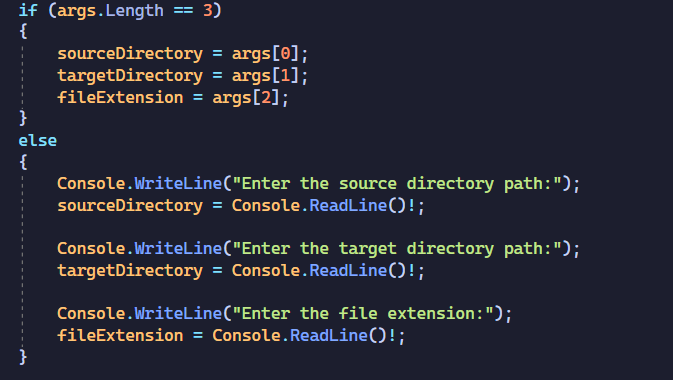 if (args.Length == 3)
{
    sourceDirectory = args[0];
    targetDirectory = args[1];
    fileExtension = args[2];
}
else
{
    Console.WriteLine("Enter the source directory path:");
    sourceDirectory = Console.ReadLine()!;

    Console.WriteLine("Enter the target directory path:");
    targetDirectory = Console.ReadLine()!;

    Console.WriteLine("Enter the file extension:");
    fileExtension = Console.ReadLine()!;
}